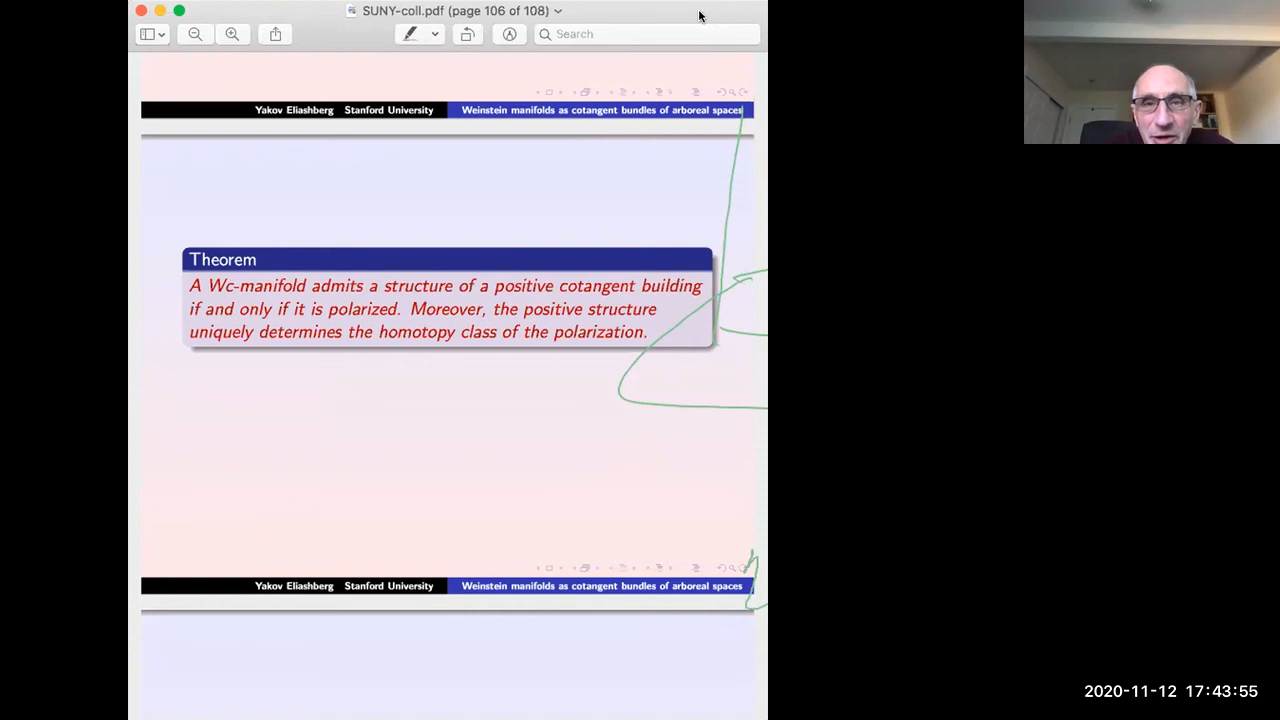 SUNY-coll.pdf (page 106 of 108)
Search
Yakov Eliashberg Stanford University Weinstein manifolds as cotangent bundles of arboreal spaces
Theorem
A Wc-manifold admits a structure of a positive cotangent building
if and only if it is polarized. Moreover, the positive structure
uniquely determines the homotopy class of the polarization.
Yakov Eliashberg Stanford University Weinstein manifolds as cotangent bundles of arboreal spaces
2020-11-12 17:43:55